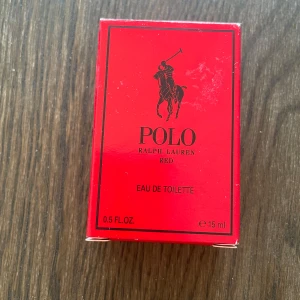 POLO
RALPH LAUREN
RED
EAU DE TOILETTE
0.5 FL.OZ. e 15 ml